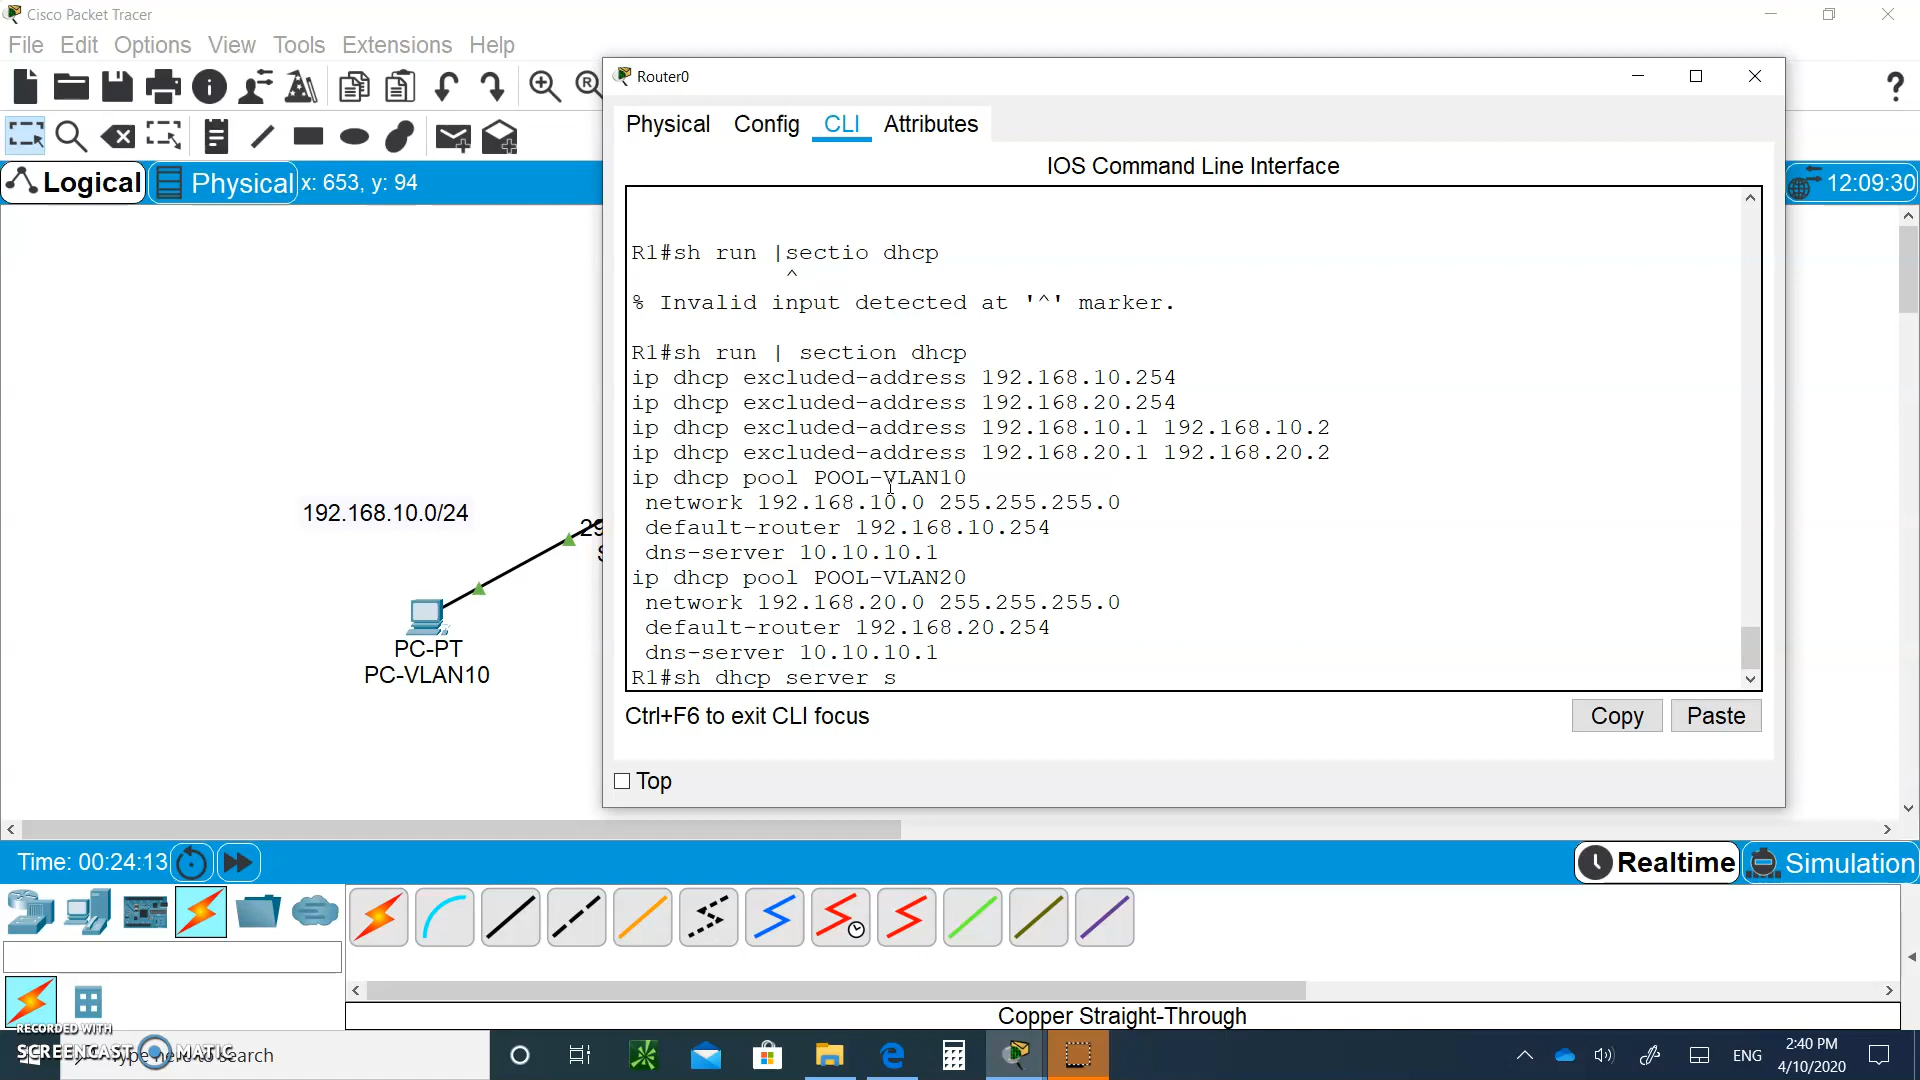 Cisco Packet Tracer
File Edit Options View Tools Extensions Help
Router0
Physical Config CLI Attributes
IOS Command Line Interface
Logical Physical x: 653, y: 94
12:09:30
R1#sh run |sectio dhcp
^
% Invalid input detected at '^' marker.
R1#sh run | section dhcp
ip dhcp excluded-address 192.168.10.254
ip dhcp excluded-address 192.168.20.254
ip dhcp excluded-address 192.168.10.1 192.168.10.2
ip dhcp excluded-address 192.168.20.1 192.168.20.2
ip dhcp pool POOL-VLAN10
network 192.168.10.0 255.255.255.0
default-router 192.168.10.254
dns-server 10.10.10.1
ip dhcp pool POOL-VLAN20
network 192.168.20.0 255.255.255.0
default-router 192.168.20.254
dns-server 10.10.10.1
R1#sh dhcp server s
Ctrl+F6 to exit CLI focus
Copy Paste
Top
192.168.10.0/24
29
PC-PT
PC-VLAN10
Time: 00:24:13
Realtime Simulation
Copper Straight-Through
RECORDED WITH
SCREENCAST MATIC
Type here to search
ENG
2:40 PM
4/10/2020